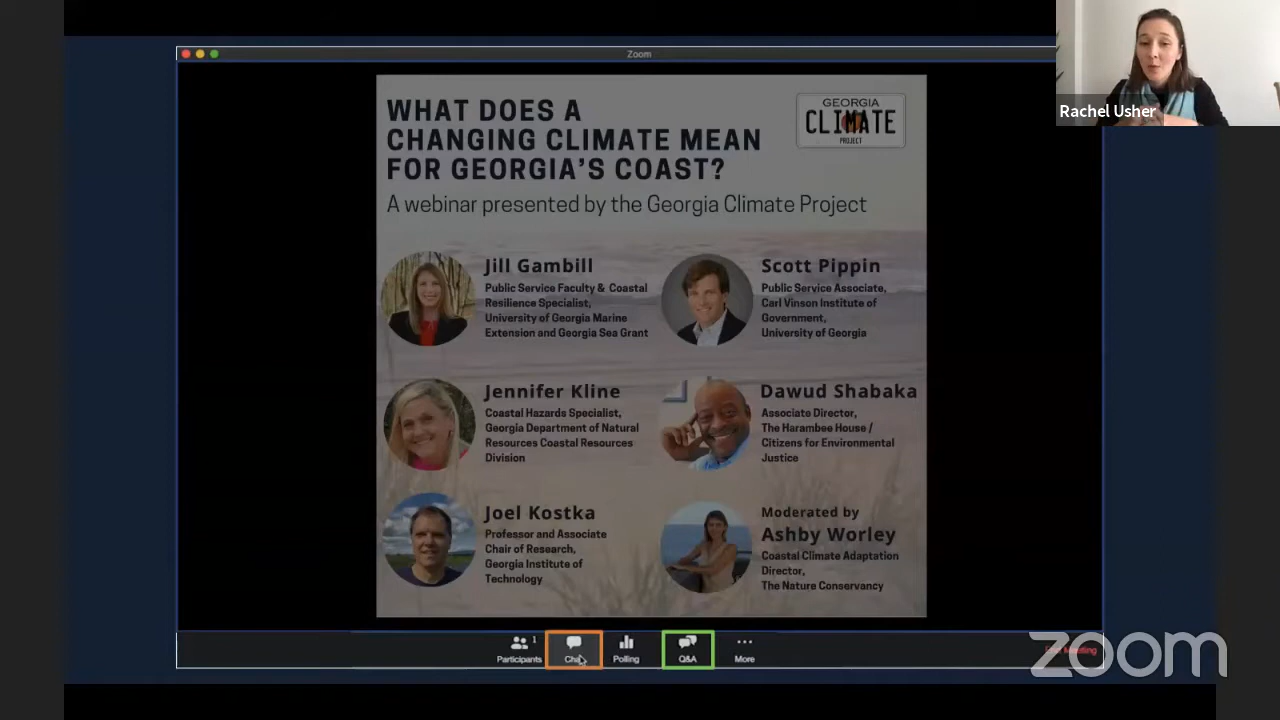 Zoom
WHAT DOES A
CHANGING CLIMATE MEAN
FOR GEORGIA'S COAST?
A webinar presented by the Georgia Climate Project
GEORGIA
CLIMATE
PROJECT
Jill Gambill
Public Service Faculty & Coastal
Resilience Specialist,
University of Georgia Marine
Extension and Georgia Sea Grant
Scott Pippin
Public Service Associate,
Carl Vinson Institute of
Government,
University of Georgia
Jennifer Kline
Coastal Hazards Specialist,
Georgia Department of Natural
Resources Coastal Resources
Division
Dawud Shabaka
Associate Director,
The Harambee House /
Citizens for Environmental
Justice
Joel Kostka
Professor and Associate
Chair of Research,
Georgia Institute of
Technology
Moderated by
Ashby Worley
Coastal Climate Adaptation
Director,
The Nature Conservancy
Participants
1
Chat
Polling
Q&A
More
End Meeting
zoom
Rachel Usher